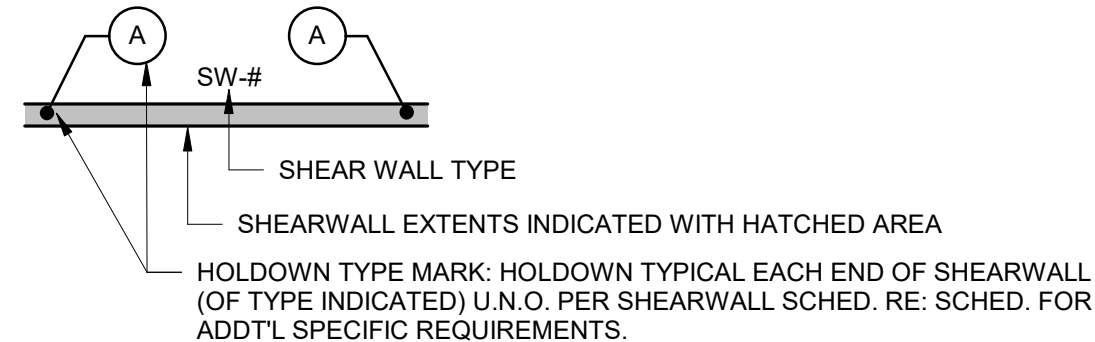 A
A
SW-#
SHEAR WALL TYPE
SHEARWALL EXTENTS INDICATED WITH HATCHED AREA
HOLDOWN TYPE MARK: HOLDOWN TYPICAL EACH END OF SHEARWALL
(OF TYPE INDICATED) U.N.O. PER SHEARWALL SCHED. RE: SCHED. FOR
ADDT'L SPECIFIC REQUIREMENTS.